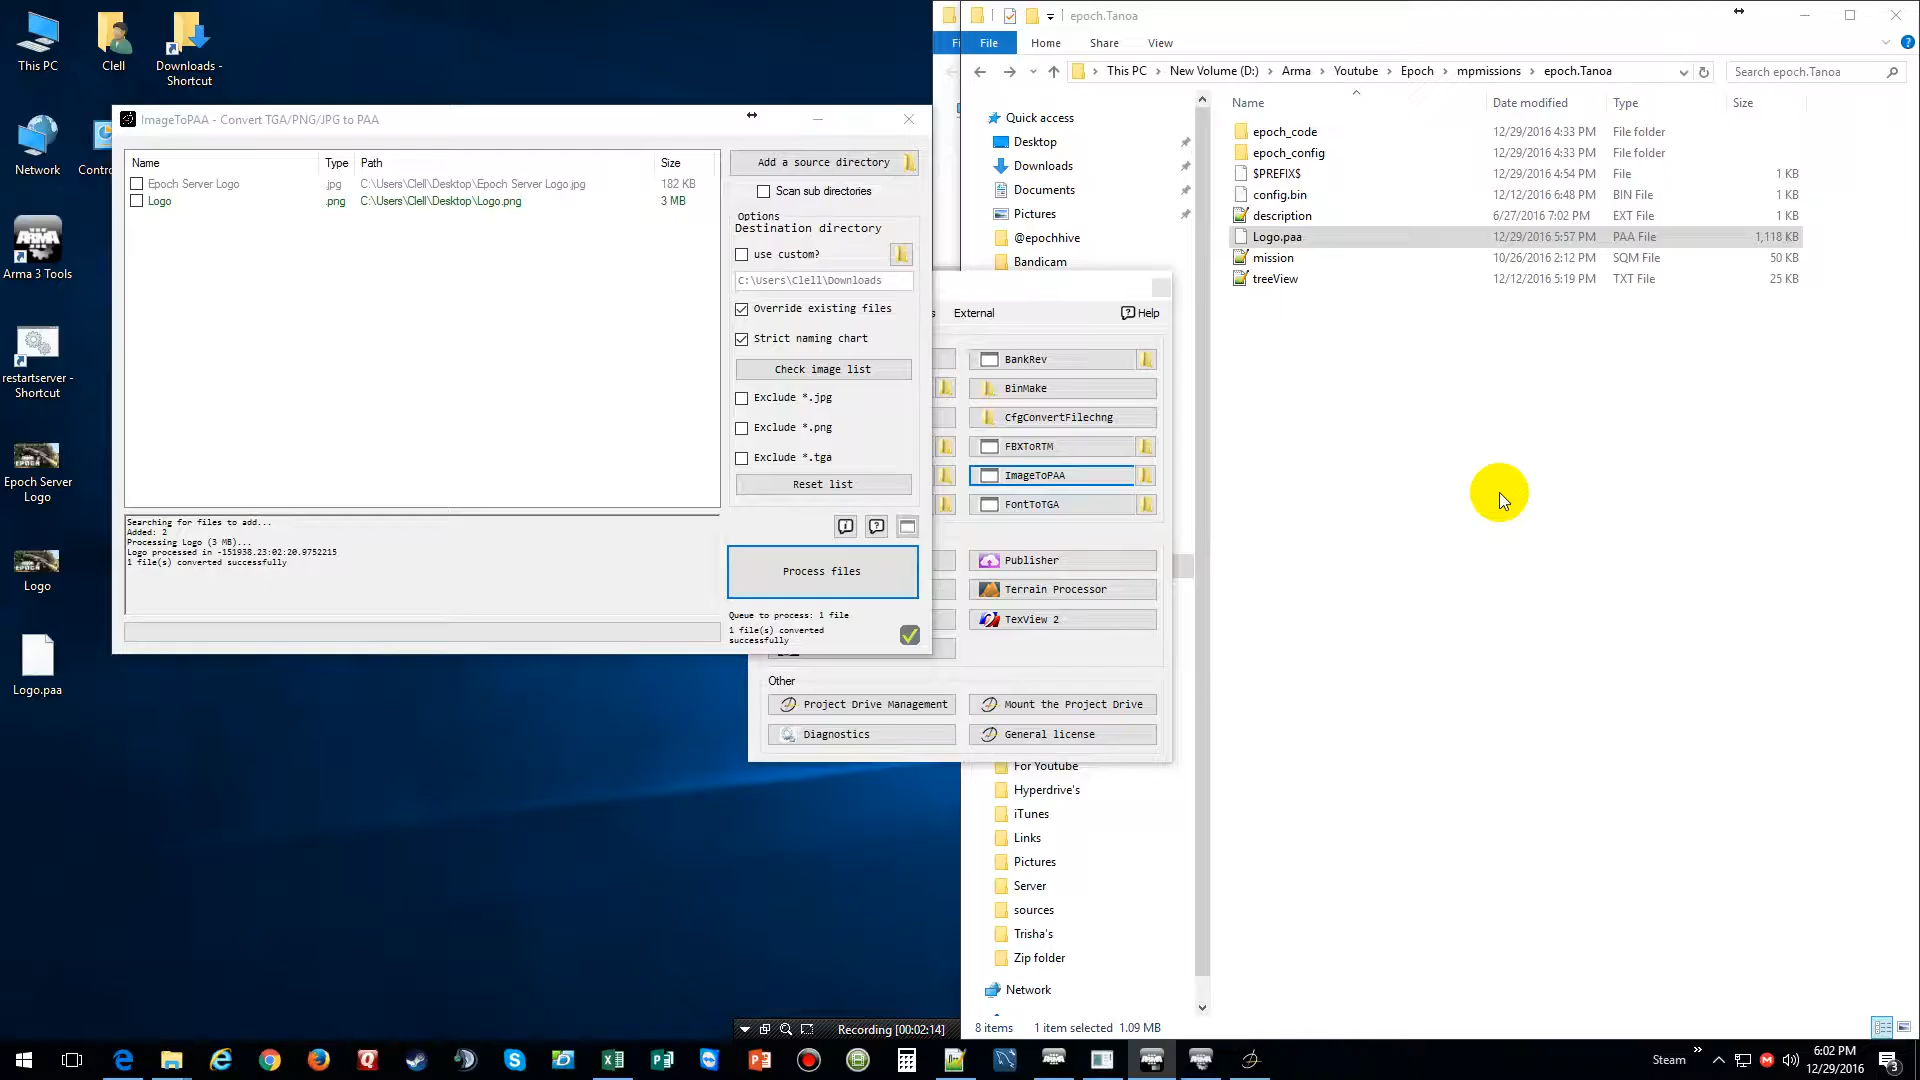 This PC
Clell
Downloads -
Shortcut
Network
Contro
Arma 3 Tools
restartserver -
Shortcut
Epoch Server
Logo
Logo
Logo.paa
ImageToPAA - Convert TGA/PNG/JPG to PAA
Name Type Path Size
Epoch Server Logo .jpg C:\Users\Clell\Desktop\Epoch Server Logo.jpg 182 KB
Logo .png C:\Users\Clell\Desktop\Logo.png 3 MB
Add a source directory
Scan sub directories
Options
Destination directory
use custom?
C:\Users\Clell\Downloads
Override existing files
Strict naming chart
Check image list
Exclude *.jpg
Exclude *.png
Exclude *.tga
Reset list
Searching for files to add...
Added: 2
Processing Logo (3 MB)...
Logo processed in -151938.23:02:20.9752215
1 file(s) converted successfully
Process files
Queue to process: 1 file
1 file(s) converted
successfully
External Help
BankRev
BinMake
CfgConvertFilechng
FBXToRTM
ImageToPAA
FontToTGA
Publisher
Terrain Processor
TexView 2
Other
Project Drive Management Mount the Project Drive
Diagnostics General license
Fi
epoch.Tanoa
File Home Share View
This PC New Volume (D:) Arma Youtube Epoch mpmissions epoch.Tanoa
Search epoch.Tanoa
Quick access
Desktop
Downloads
Documents
Pictures
@epochhive
Bandicam
For Youtube
Hyperdrive's
iTunes
Links
Pictures
Server
sources
Trisha's
Zip folder
Network
Name Date modified Type Size
epoch_code 12/29/2016 4:33 PM File folder
epoch_config 12/29/2016 4:33 PM File folder
$PREFIX$ 12/29/2016 4:54 PM File 1 KB
config.bin 12/12/2016 6:48 PM BIN File 1 KB
description 6/27/2016 7:02 PM EXT File 1 KB
Logo.paa 12/29/2016 5:57 PM PAA File 1,118 KB
mission 10/26/2016 2:12 PM SQM File 50 KB
treeView 12/12/2016 5:19 PM TXT File 25 KB
8 items 1 item selected 1.09 MB
Recording [00:02:14]
Steam
6:02 PM
12/29/2016
3